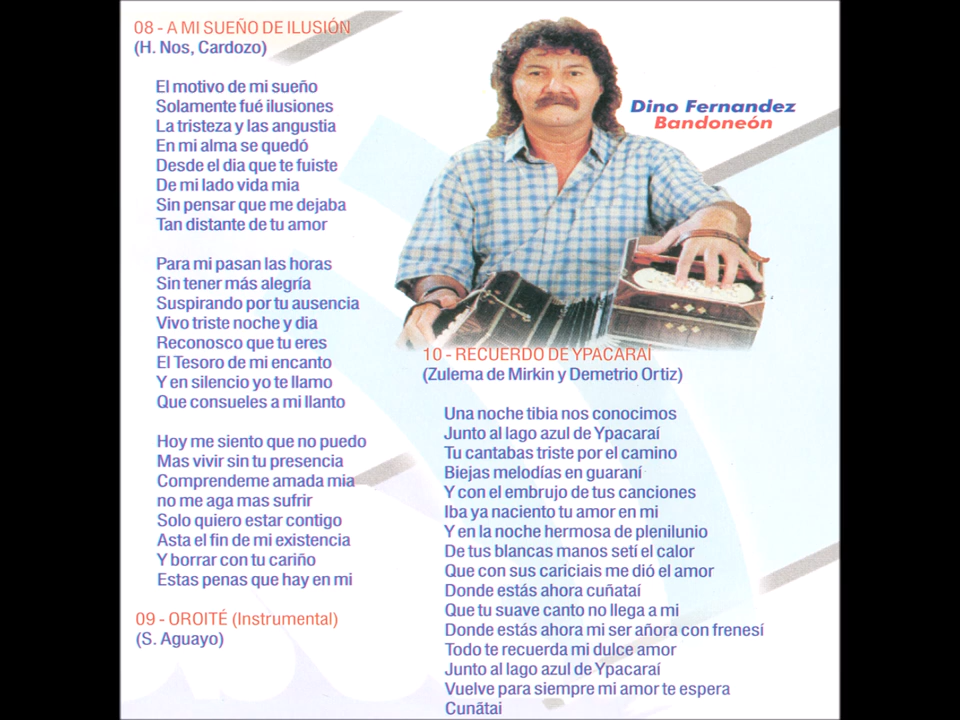 08 - A MI SUEÑO DE ILUSIÓN
(H. Nos, Cardozo)
El motivo de mi sueño
Solamente fué ilusiones
La tristeza y las angustia
En mi alma se quedó
Desde el dia que te fuiste
De mi lado vida mia
Sin pensar que me dejaba
Tan distante de tu amor
Para mi pasan las horas
Sin tener más alegría
Suspirando por tu ausencia
Vivo triste noche y dia
Reconosco que tu eres
El Tesoro de mi encanto
Y en silencio yo te llamo
Que consueles a mi llanto
Hoy me siento que no puedo
Mas vivir sin tu presencia
Comprendeme amada mia
no me aga mas sufrir
Solo quiero estar contigo
Asta el fin de mi existencia
Y borrar con tu cariño
Estas penas que hay en mi
09 - OROITÉ (Instrumental)
(S. Aguayo)
Dino Fernandez
Bandoneón
10 - RECUERDO DE YPACARAÍ
(Zulema de Mirkin y Demetrio Ortiz)
Una noche tibia nos conocimos
Junto al lago azul de Ypacaraí
Tu cantabas triste por el camino
Biejas melodías en guaraní
Y con el embrujo de tus canciones
Iba ya naciento tu amor en mi
Y en la noche hermosa de plenilunio
De tus blancas manos setí el calor
Que con sus cariciais me dió el amor
Donde estás ahora cuñataí
Que tu suave canto no llega a mi
Donde estás ahora mi ser añora con frenesí
Todo te recuerda mi dulce amor
Junto al lago azul de Ypacaraí
Vuelve para siempre mi amor te espera
Cunãtai